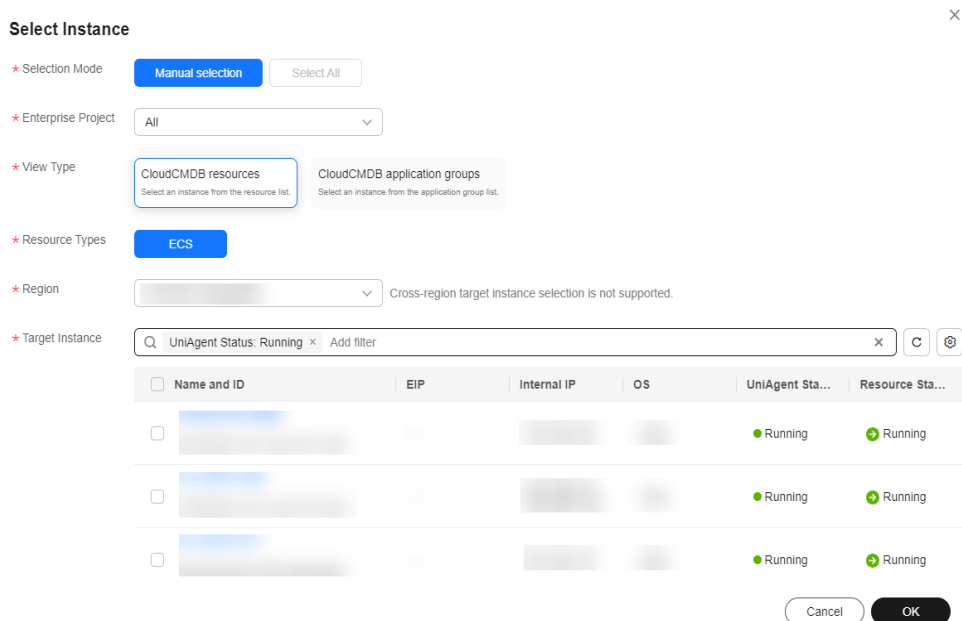 Select Instance
* Selection Mode
Manual selection
Select All
* Enterprise Project
All
* View Type
CloudCMDB resources
Select an instance from the resource list.
CloudCMDB application groups
Select an instance from the application group list.
* Resource Types
ECS
* Region
Cross-region target instance selection is not supported.
* Target Instance
UniAgent Status: Running × Add filter
Name and ID EIP Internal IP OS UniAgent Sta... Resource Sta...
Running Running
Running Running
Running Running
Cancel OK